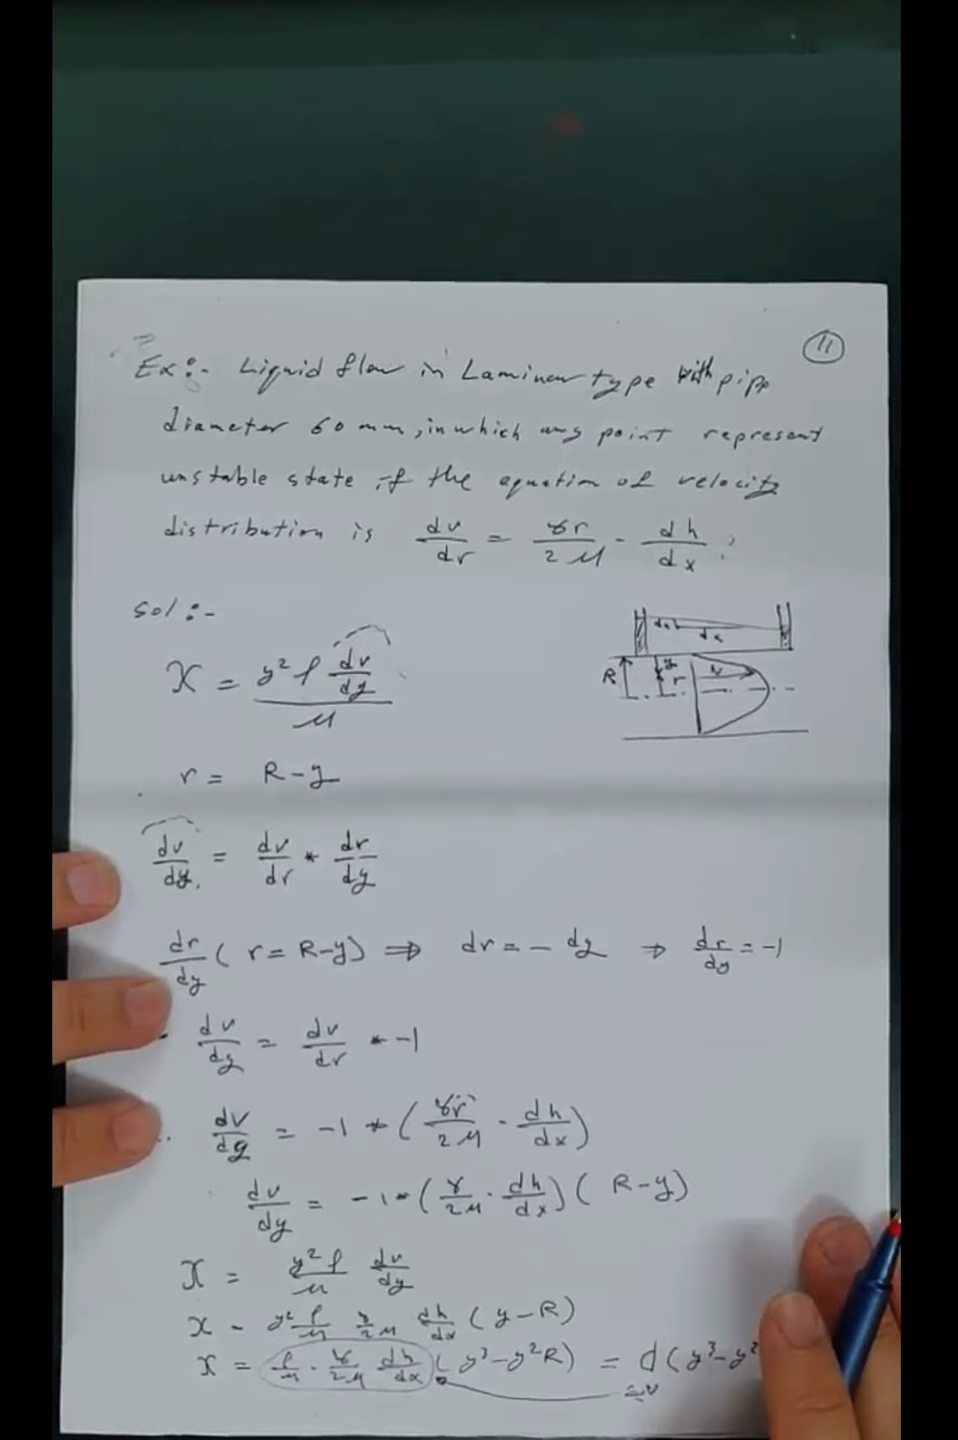 11
Ex:- Liquid flow in Laminar type with pipe
diameter 60 mm, in which any point represent
unstable state if the equation of velocity
distribution is dv/dr = γr/2μ · dh/dx ?
sol:-
X = y² ρ dv/dy / μ
R y r v dx
r = R-y
dv/dy = dv/dr * dr/dy
dr/dy ( r = R-y) ⇒ dr = - dy ⇒ dr/dy = -1
dv/dy = dv/dr * -1
∴ dv/dy = -1 * (γr/2μ · dh/dx)
dv/dy = -1 * (γ/2μ · dh/dx) ( R-y)
X = y² ρ/μ dv/dy
X = y² ρ/μ γ/2μ dh/dx ( y-R)
X = ρ/μ · γ/2μ dh/dx ( y³-y²R) = d(y³-y²